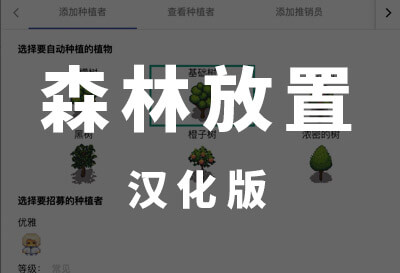 添加种植者 查看种植者 添加推销员
选择要自动种植的植物
基础树
森林放置
黑树 橙子树 浓密的树
汉化版
选择要招募的种植者
优雅
等级: 常见